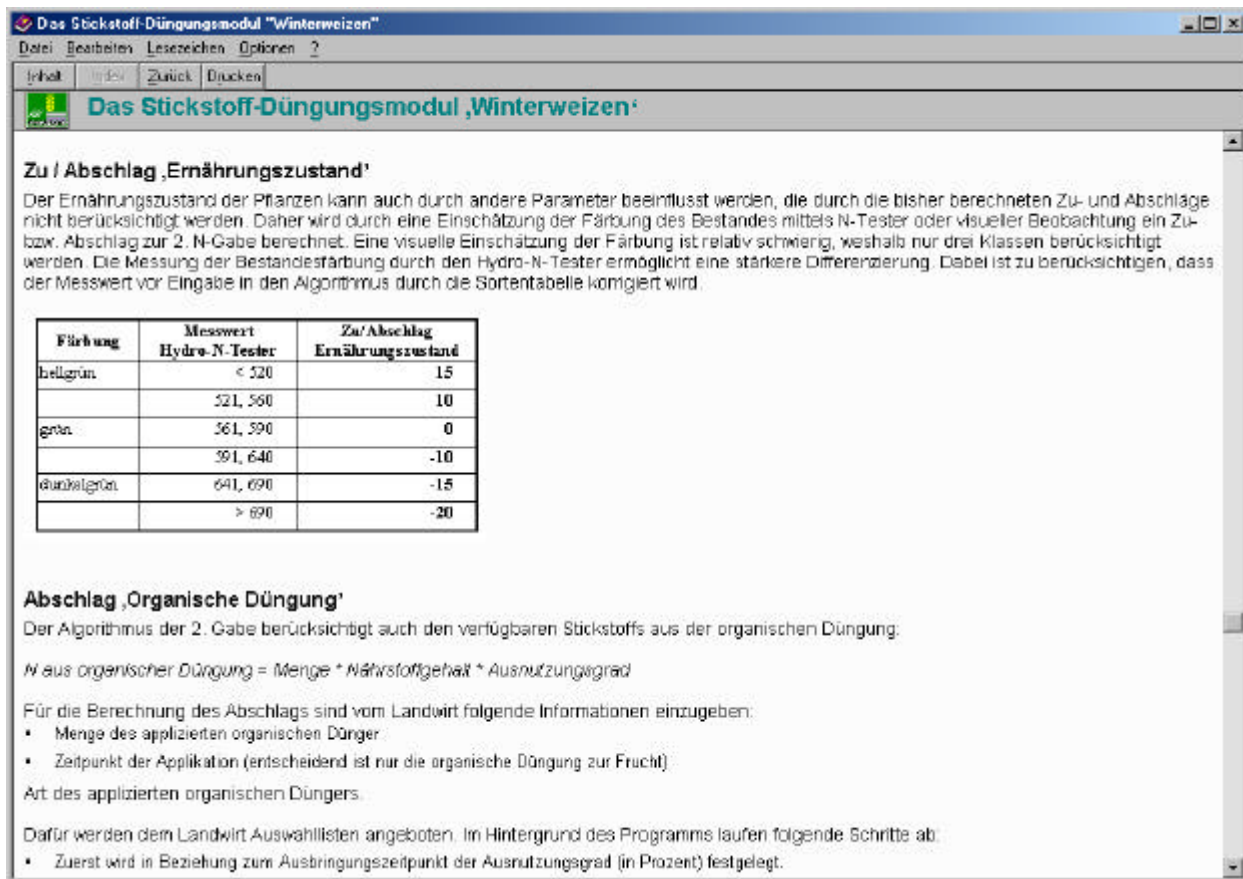 Das Stickstoff-Düngungsmodul "Winterweizen"
Datei Bearbeiten Lesezeichen Optionen ?
Inhalt Index Zurück Drucken
Das Stickstoff-Düngungsmodul ‚Winterweizen‘
Zu / Abschlag ‚Ernährungszustand’
Der Ernährungszustand der Pflanzen kann auch durch andere Parameter beeinflusst werden, die durch die bisher berechneten Zu- und Abschläge
nicht berücksichtigt werden. Daher wird durch eine Einschätzung der Färbung des Bestandes mittels N-Tester oder visueller Beobachtung ein Zu-
bzw. Abschlag zur 2. N-Gabe berechnet. Eine visuelle Einschätzung der Färbung ist relativ schwierig, weshalb nur drei Klassen berücksichtigt
werden. Die Messung der Bestandesfärbung durch den Hydro-N-Tester ermöglicht eine stärkere Differenzierung. Dabei ist zu berücksichtigen, dass
der Messwert vor Eingabe in den Algorithmus durch die Sortentabelle korrigiert wird.
Färbung Messwert Hydro-N-Tester Zu/Abschlag Ernährungszustand
hellgrün < 520 15
521, 560 10
grün 561, 590 0
591, 640 -10
dunkelgrün 641, 690 -15
> 690 -20
Abschlag ‚Organische Düngung’
Der Algorithmus der 2. Gabe berücksichtigt auch den verfügbaren Stickstoffs aus der organischen Düngung:
N aus organischer Düngung = Menge * Nährstoffgehalt * Ausnutzungsgrad
Für die Berechnung des Abschlags sind vom Landwirt folgende Informationen einzugeben:
▪ Menge des applizierten organischen Dünger
▪ Zeitpunkt der Applikation (entscheidend ist nur die organische Düngung zur Frucht)
Art des applizierten organischen Düngers.
Dafür werden dem Landwirt Auswahllisten angeboten. Im Hintergrund des Programms laufen folgende Schritte ab:
▪ Zuerst wird in Beziehung zum Ausbringungszeitpunkt der Ausnutzungsgrad (in Prozent) festgelegt.